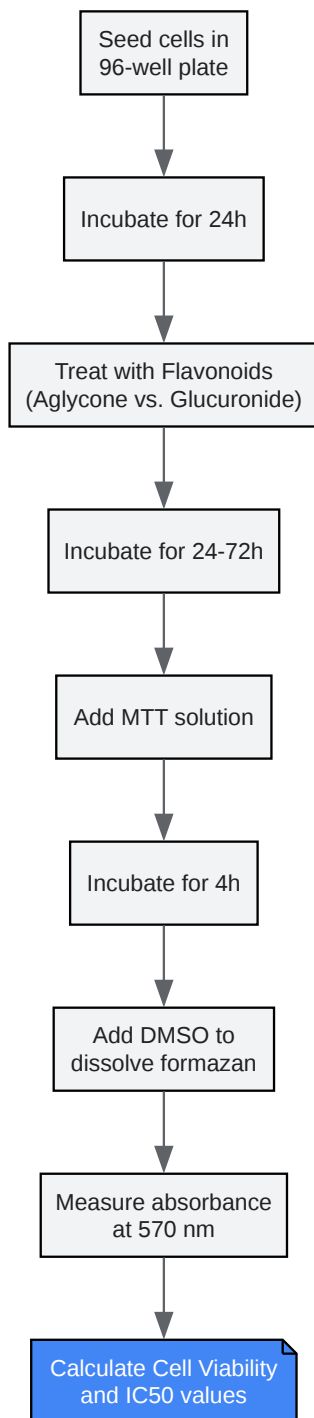 Seed cells in
96-well plate
Incubate for 24h
Treat with Flavonoids
(Aglycone vs. Glucuronide)
Incubate for 24-72h
Add MTT solution
Incubate for 4h
Add DMSO to
dissolve formazan
Measure absorbance
at 570 nm
Calculate Cell Viability
and IC50 values